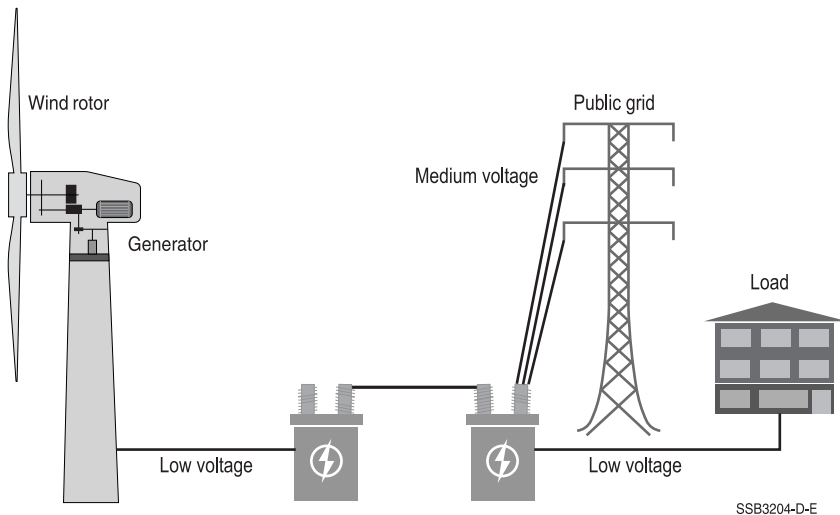 Wind rotor
Public grid
Medium voltage
Generator
Load
Low voltage
Low voltage
SSB3204-D-E